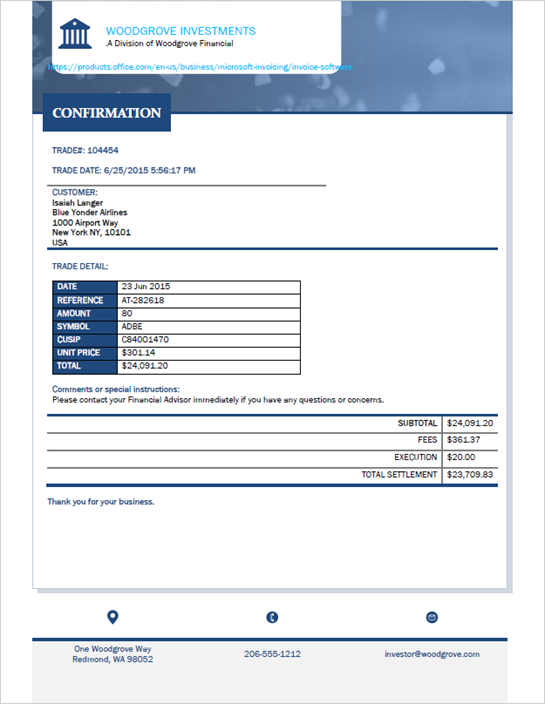 WOODGROVE INVESTMENTS
.A Division of Woodgrove Financial
https://products.office.com/en-us/business/microsoft-invoicing/invoice-software
CONFIRMATION
TRADE#: 104454
TRADE DATE: 6/25/2015 5:56:17 PM
CUSTOMER:
Isaiah Langer
Blue Yonder Airlines
1000 Airport Way
New York NY, 10101
USA
TRADE DETAIL:
DATE 23 Jun 2015
REFERENCE AT-282618
AMOUNT 80
SYMBOL ADBE
CUSIP C84001470
UNIT PRICE $301.14
TOTAL $24,091.20
Comments or special instructions:
Please contact your Financial Advisor immediately if you have any questions or concerns.
SUBTOTAL $24,091.20
FEES $361.37
EXECUTION $20.00
TOTAL SETTLEMENT $23,709.83
Thank you for your business.
One Woodgrove Way
Redmond, WA 98052
206-555-1212
investor@woodgrove.com